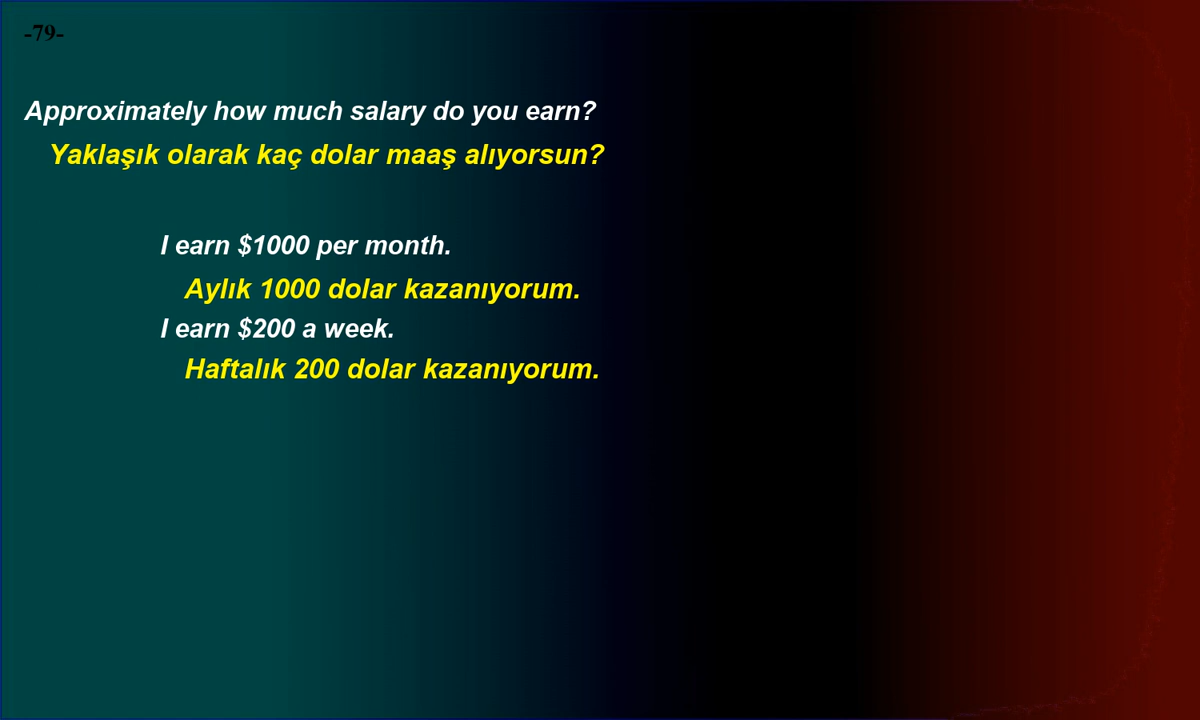 -79-
Approximately how much salary do you earn?
Yaklaşık olarak kaç dolar maaş alıyorsun?
I earn $1000 per month.
Aylık 1000 dolar kazanıyorum.
I earn $200 a week.
Haftalık 200 dolar kazanıyorum.